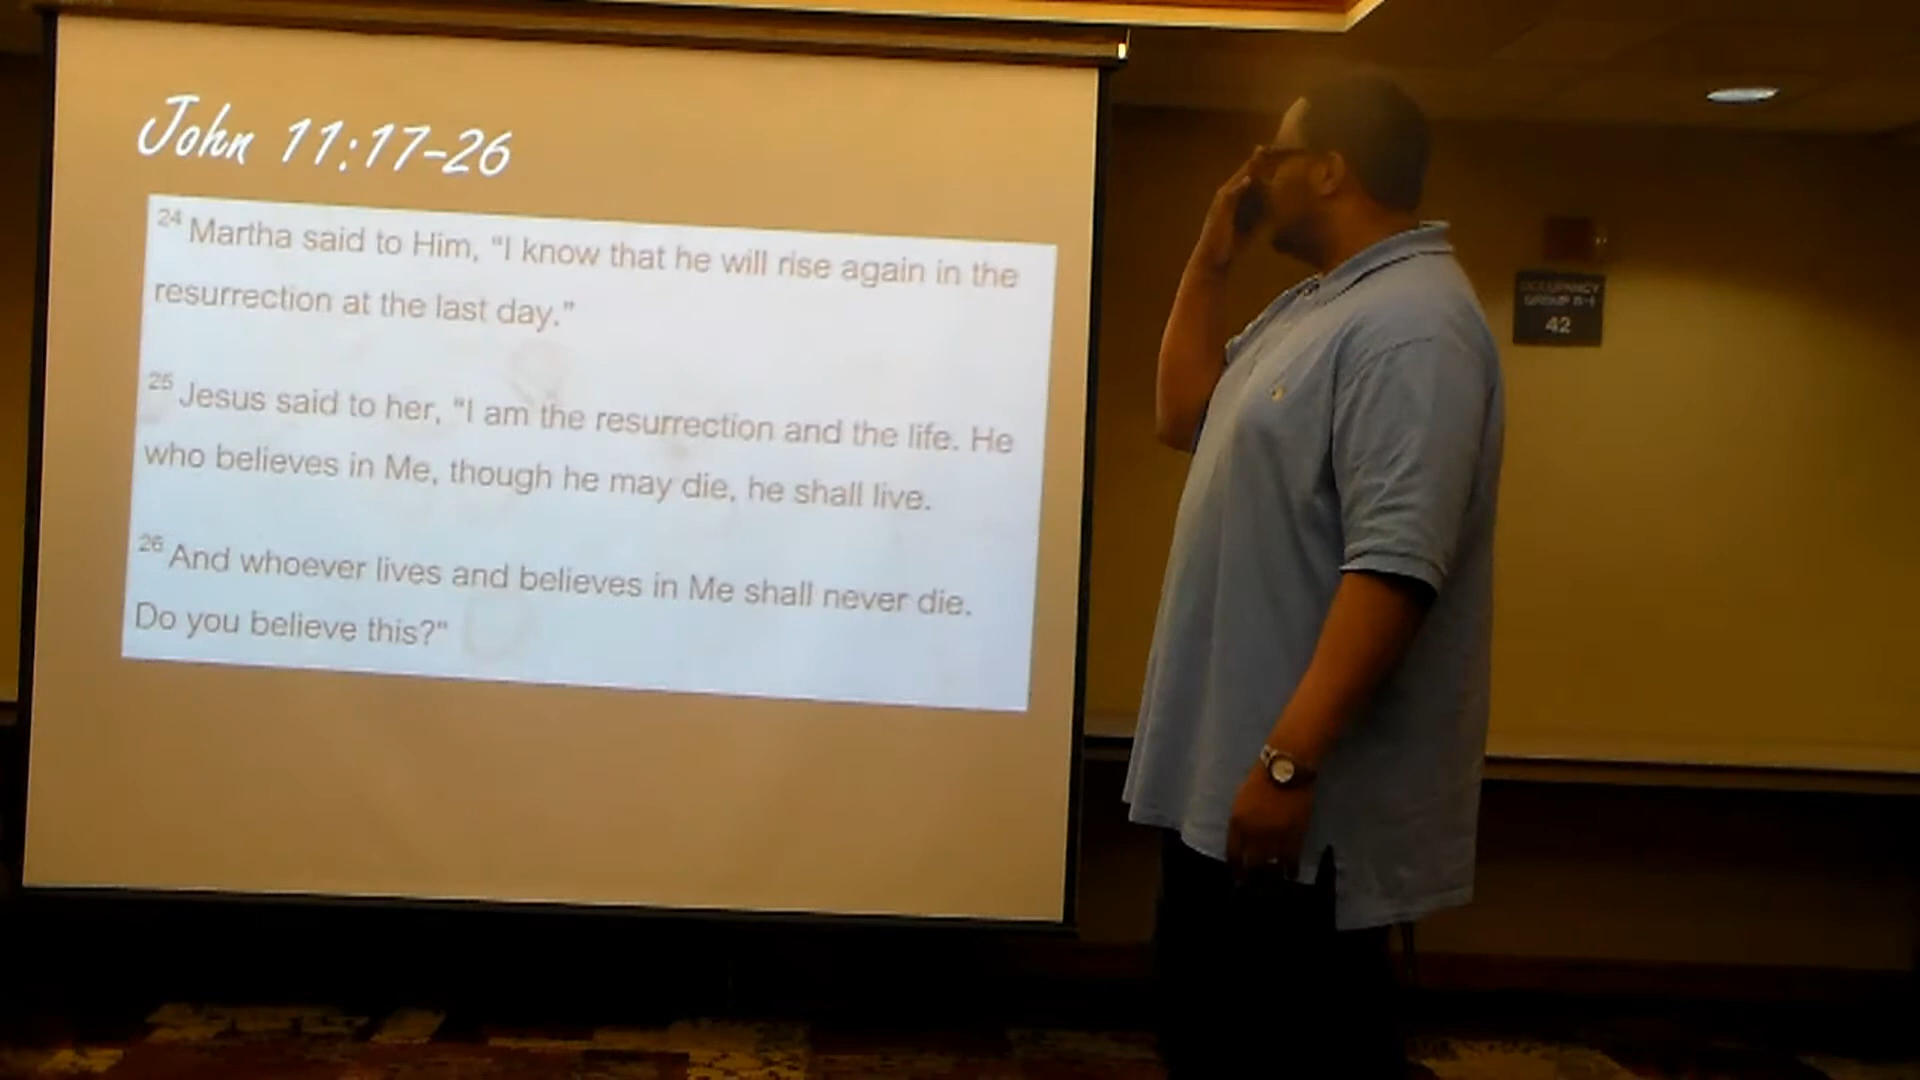 John 11:17-26
24 Martha said to Him, “I know that he will rise again in the
resurrection at the last day.”
25 Jesus said to her, “I am the resurrection and the life. He
who believes in Me, though he may die, he shall live.
26 And whoever lives and believes in Me shall never die.
Do you believe this?"
OCCUPANCY
GROUP
42